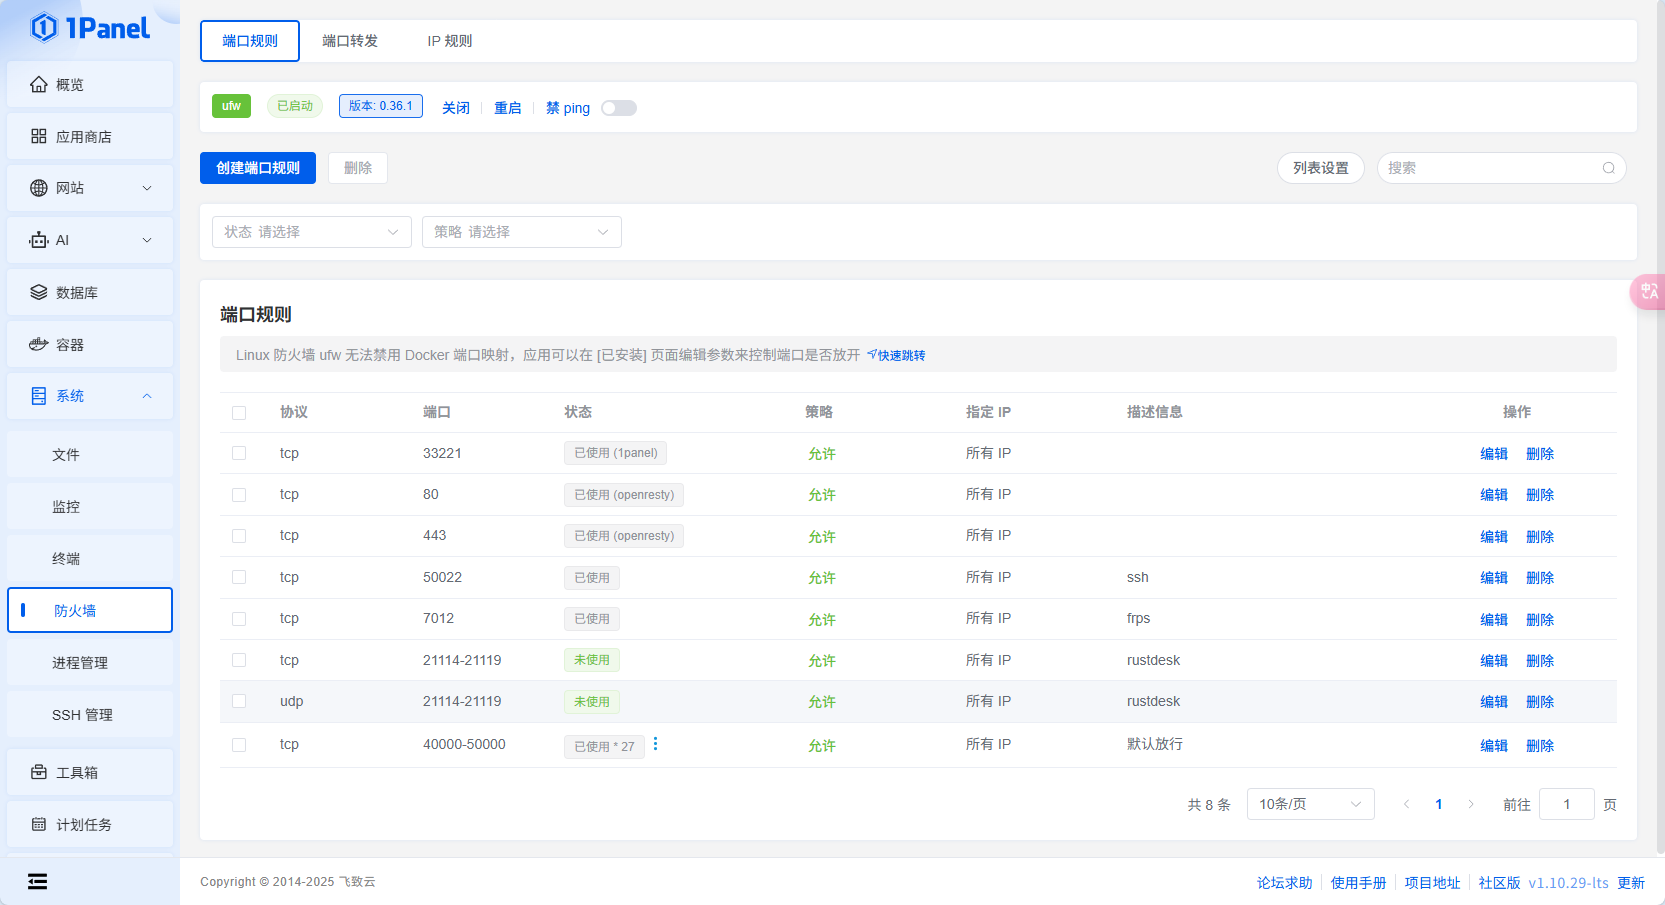 1Panel
概览
应用商店
网站
AI
数据库
容器
系统
文件
监控
终端
防火墙
进程管理
SSH 管理
工具箱
计划任务
端口规则 端口转发 IP 规则
ufw 已启动 版本: 0.36.1 关闭 重启 禁 ping
创建端口规则 删除 列表设置 搜索
状态 请选择 策略 请选择
端口规则
Linux 防火墙 ufw 无法禁用 Docker 端口映射，应用可以在 [已安装] 页面编辑参数来控制端口是否放开 快速跳转
协议 端口 状态 策略 指定 IP 描述信息 操作
tcp 33221 已使用 (1panel) 允许 所有 IP 编辑 删除
tcp 80 已使用 (openresty) 允许 所有 IP 编辑 删除
tcp 443 已使用 (openresty) 允许 所有 IP 编辑 删除
tcp 50022 已使用 允许 所有 IP ssh 编辑 删除
tcp 7012 已使用 允许 所有 IP frps 编辑 删除
tcp 21114-21119 未使用 允许 所有 IP rustdesk 编辑 删除
udp 21114-21119 未使用 允许 所有 IP rustdesk 编辑 删除
tcp 40000-50000 已使用 * 27 允许 所有 IP 默认放行 编辑 删除
共 8 条 10条/页 1 前往 1 页
Copyright © 2014-2025 飞致云 论坛求助 使用手册 项目地址 社区版 v1.10.29-lts 更新
中A